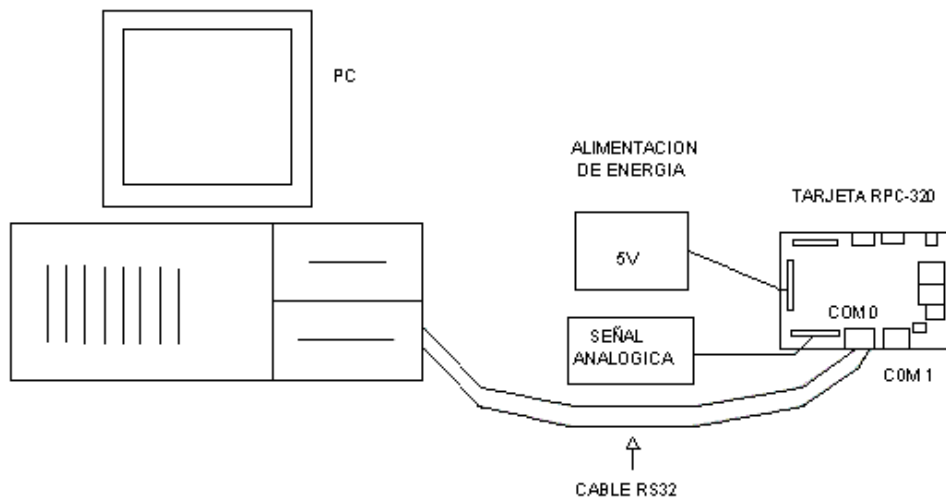 PC
ALIMENTACION
DE ENERGIA
TARJETA RPC-320
5V
COM 0
SEÑAL
ANALOGICA
COM 1
CABLE RS32